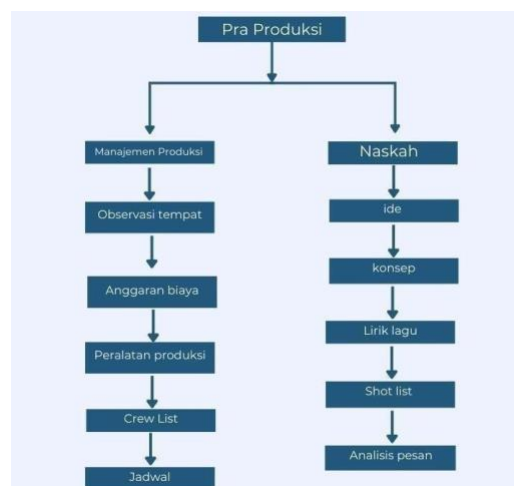 Pra Produksi
Manajemen Produksi
Observasi tempat
Anggaran biaya
Peralatan produksi
Crew List
Jadwal
Naskah
ide
konsep
Lirik lagu
Shot list
Analisis pesan